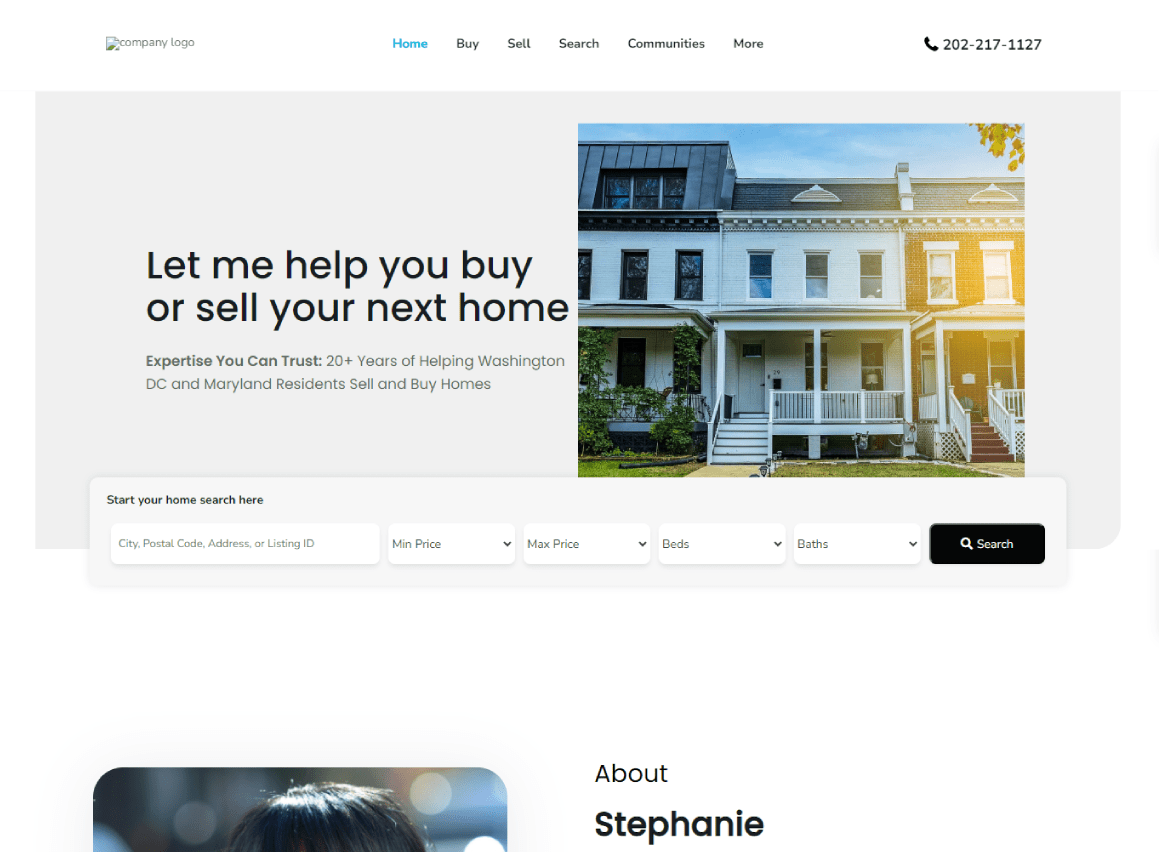 company logo
Home Buy Sell Search Communities More
202-217-1127
Let me help you buy
or sell your next home
Expertise You Can Trust: 20+ Years of Helping Washington
DC and Maryland Residents Sell and Buy Homes
Start your home search here
City, Postal Code, Address, or Listing ID
Min Price
Max Price
Beds
Baths
Search
About
Stephanie